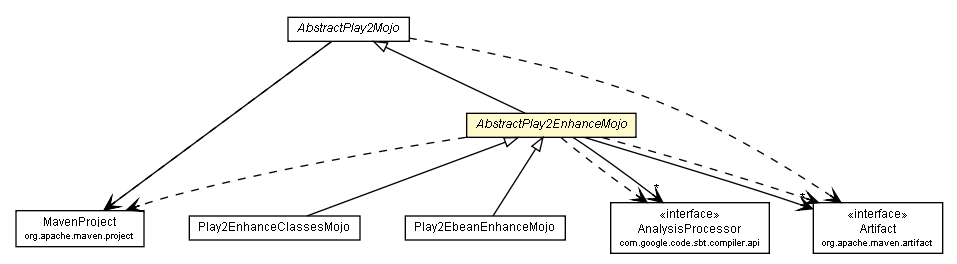 AbstractPlay2Mojo
AbstractPlay2EnhanceMojo
*
*
MavenProject
org.apache.maven.project
Play2EnhanceClassesMojo
Play2EbeanEnhanceMojo
«interface»
AnalysisProcessor
com.google.code.sbt.compiler.api
«interface»
Artifact
org.apache.maven.artifact